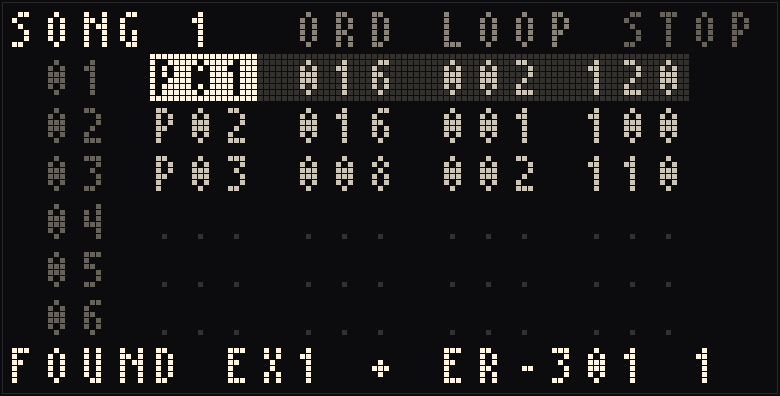 SONG 1 ORD LOOP STOP
01 P01 016 002 120
02 P02 016 001 100
03 P03 008 002 110
04 ... ... ... ...
05 ... ... ... ...
06 ... ... ... ...
FOUND EX1 + ER-301 1